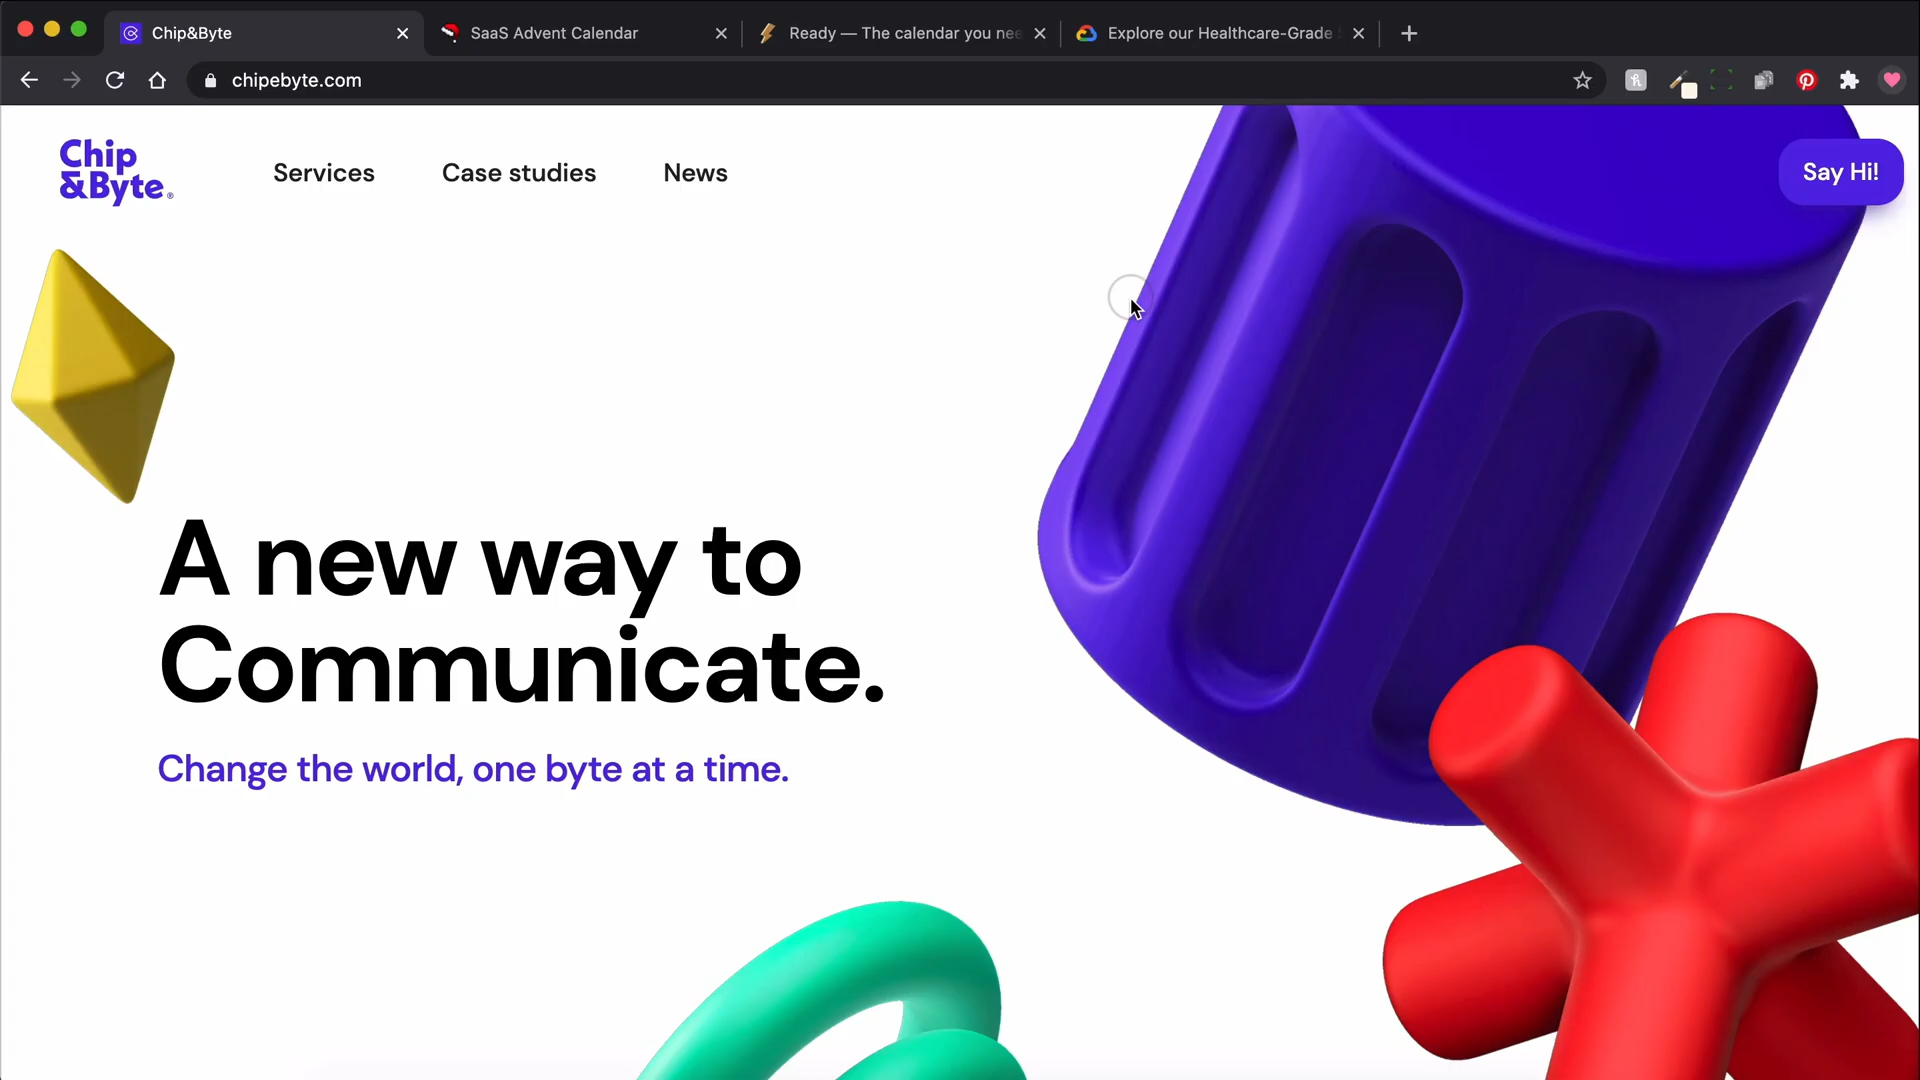 Chip&Byte
SaaS Advent Calendar
Ready — The calendar you nee
Explore our Healthcare-Grade
chipebyte.com
Chip
&Byte.®
Services
Case studies
News
Say Hi!
A new way to
Communicate.
Change the world, one byte at a time.